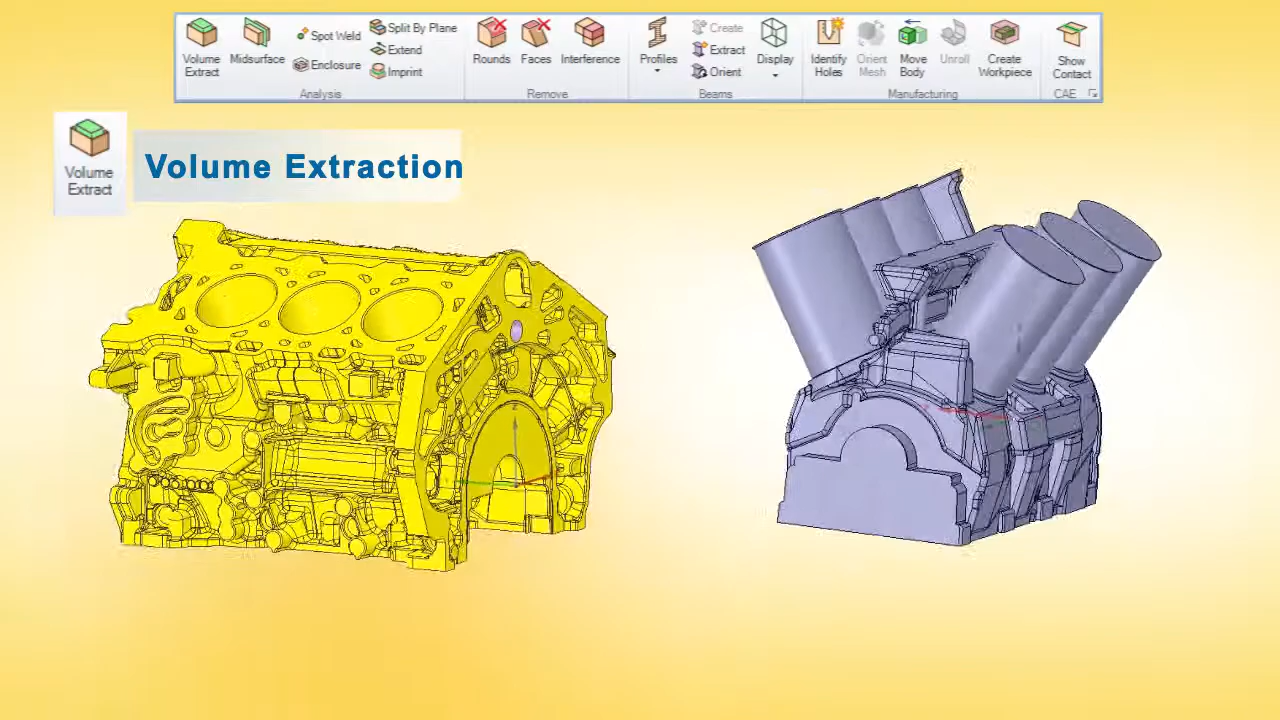 Volume Extract
Midsurface
Spot Weld
Enclosure
Split By Plane
Extend
Imprint
Analysis
Rounds
Faces
Interference
Remove
Profiles
Create
Extract
Orient
Display
Beams
Identify Holes
Orient Mesh
Move Body
Unroll
Create Workpiece
Manufacturing
Show Contact
CAE
Volume
Extract
Volume Extraction